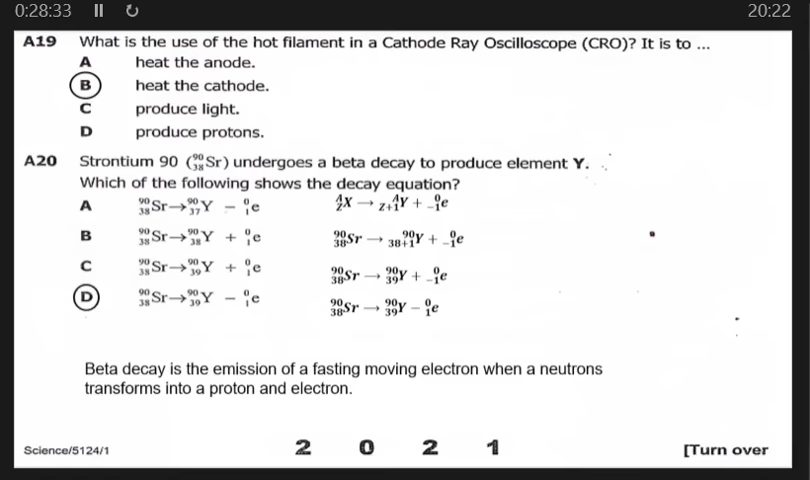 0:28:33 20:22
A19 What is the use of the hot filament in a Cathode Ray Oscilloscope (CRO)? It is to ...
A heat the anode.
B heat the cathode.
C produce light.
D produce protons.
A20 Strontium 90 (⁹⁰₃₈Sr) undergoes a beta decay to produce element Y.
Which of the following shows the decay equation?
A ⁹⁰₃₈Sr→⁹⁰₃₇Y − ⁰₁e ᴬ_ZX → ᴬ_Z+1Y + ⁰₋₁e
B ⁹⁰₃₈Sr→⁹⁰₃₈Y + ⁰₁e ⁹⁰₃₈Sr → ⁹⁰₃₈₊₁Y + ⁰₋₁e
C ⁹⁰₃₈Sr→⁹⁰₃₉Y + ⁰₁e ⁹⁰₃₈Sr → ⁹⁰₃₉Y + ⁰₋₁e
D ⁹⁰₃₈Sr→⁹⁰₃₉Y − ⁰₁e ⁹⁰₃₈Sr → ⁹⁰₃₉Y − ⁰₁e
Beta decay is the emission of a fasting moving electron when a neutrons
transforms into a proton and electron.
Science/5124/1 2 0 2 1 [Turn over